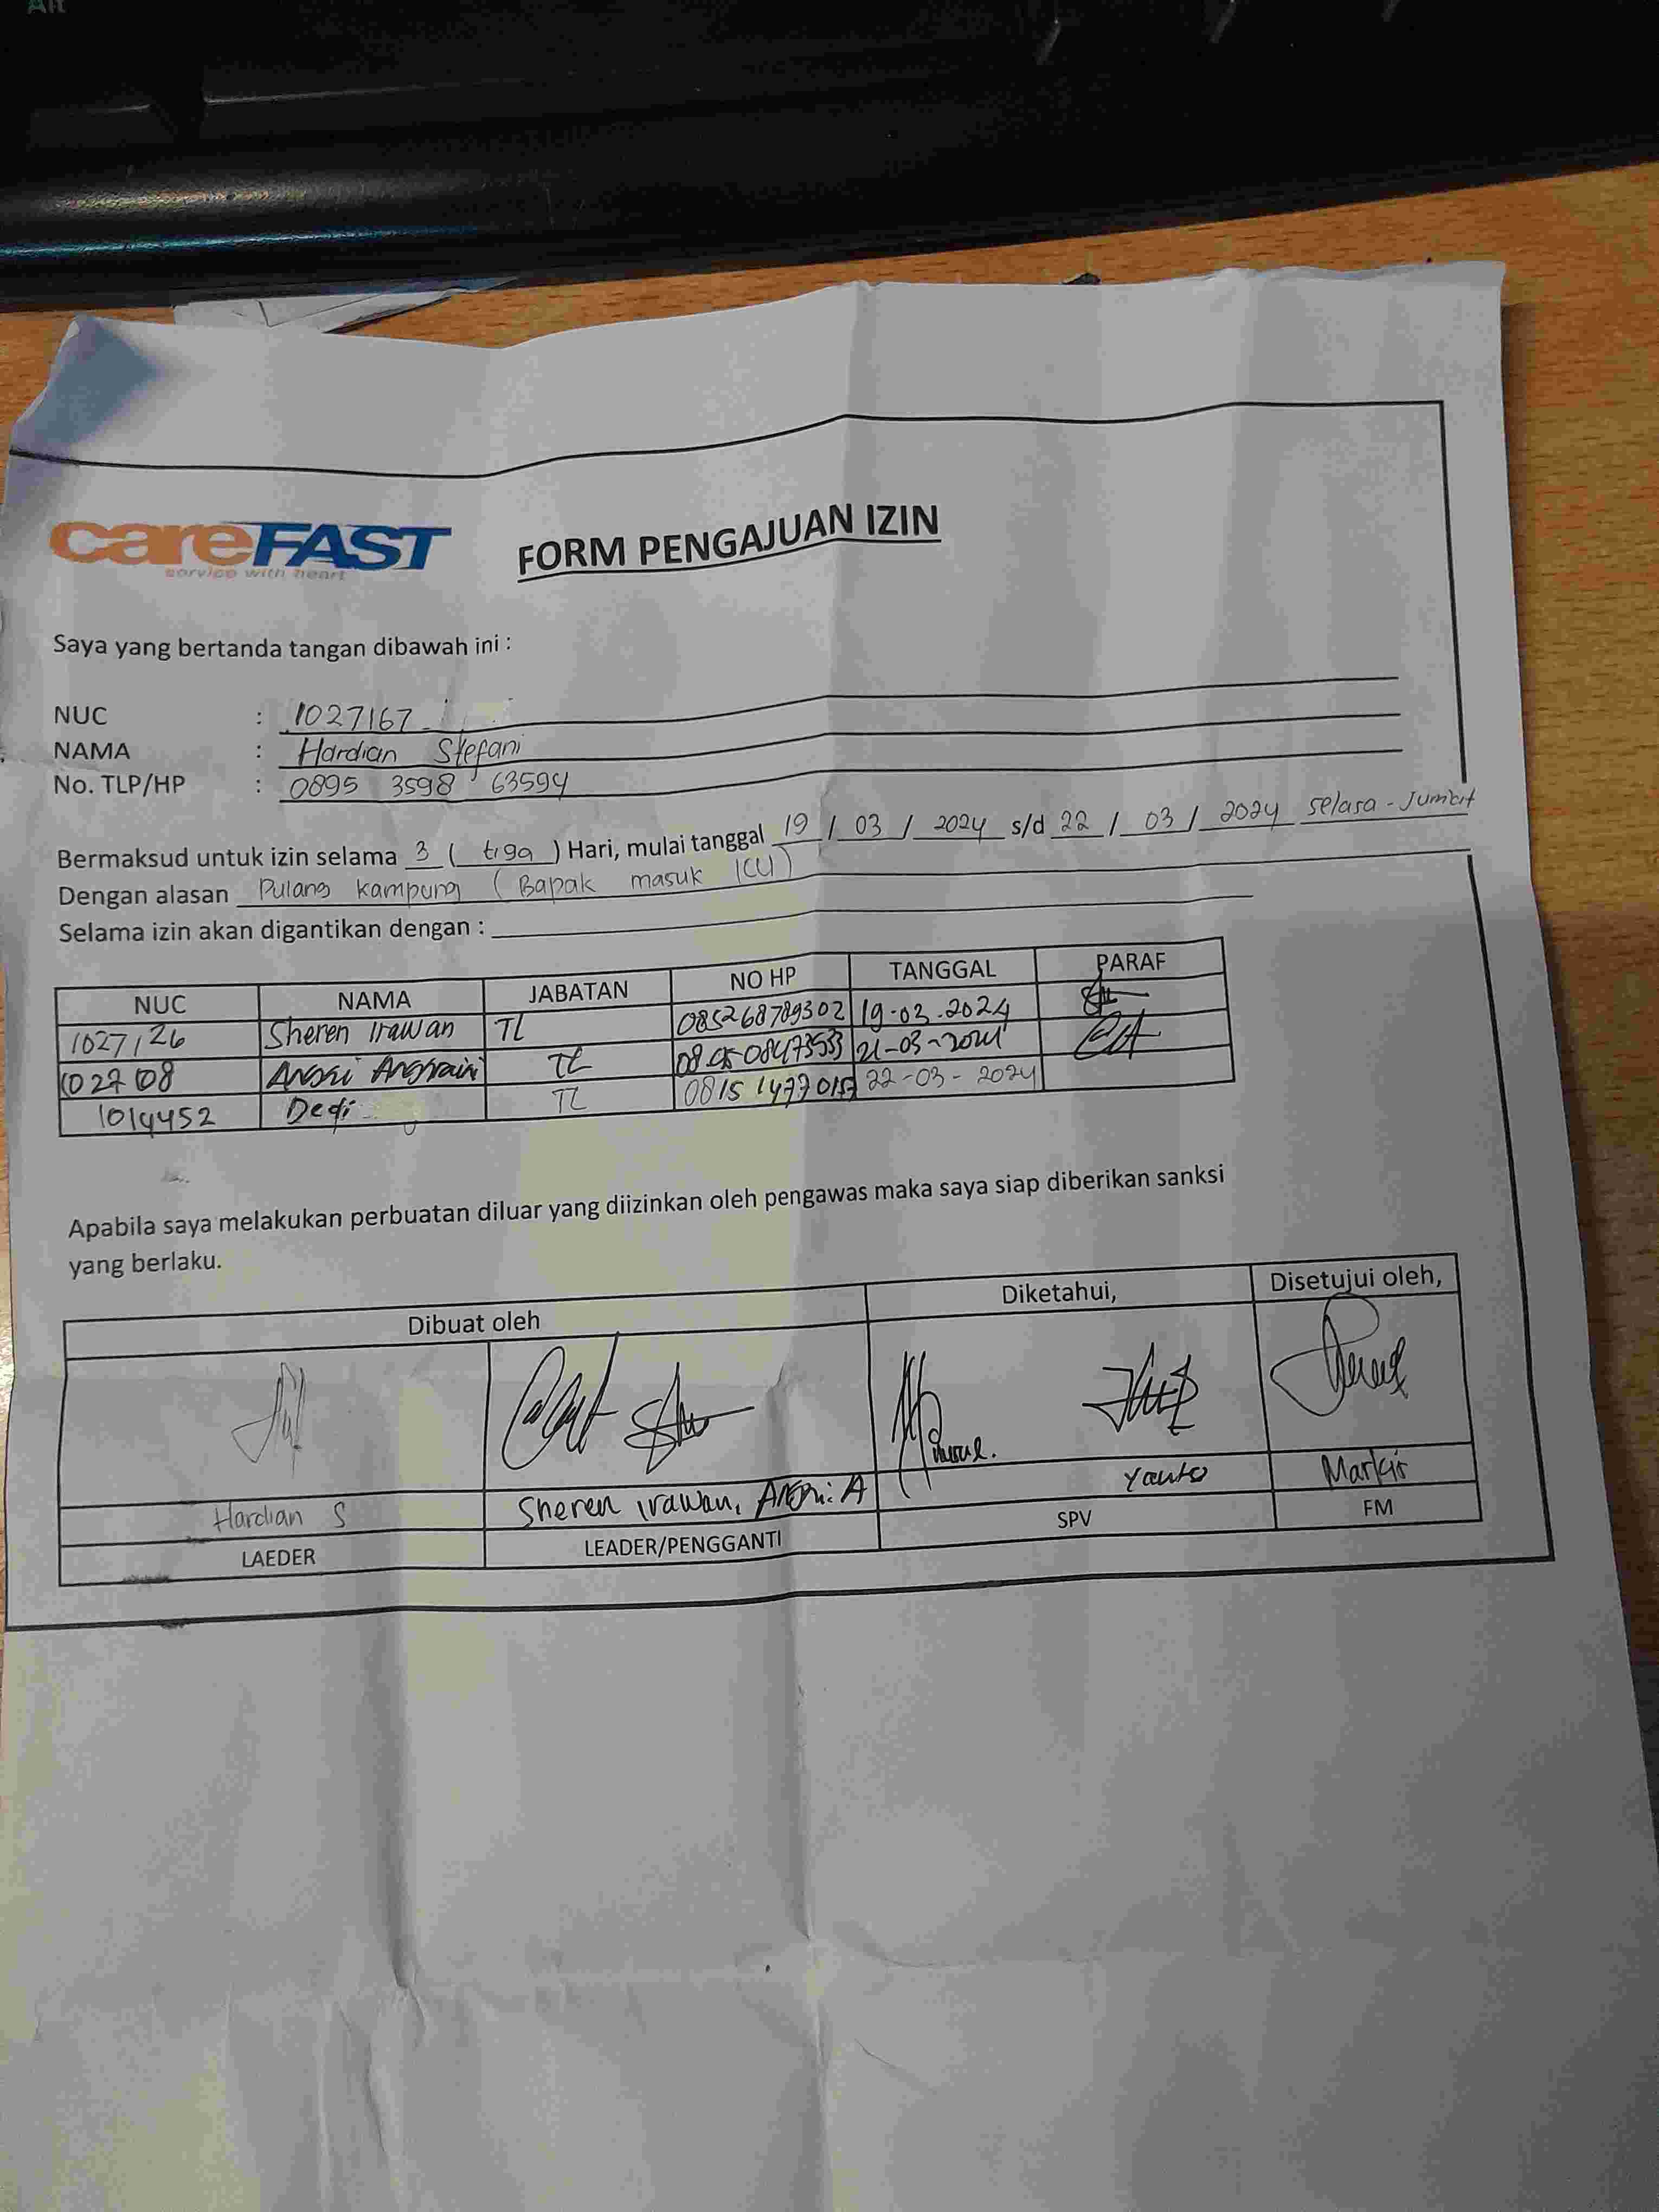 Alt
careFAST
service with heart
FORM PENGAJUAN IZIN
Saya yang bertanda tangan dibawah ini :
NUC : 1027167
NAMA : Hardian Stefani
No. TLP/HP : 0895 3598 63594
Bermaksud untuk izin selama 3 ( tiga ) Hari, mulai tanggal 19 / 03 / 2024 s/d 22 / 03 / 2024 selasa - Jum'at
Dengan alasan Pulang kampung ( Bapak masuk ICU )
Selama izin akan digantikan dengan :
NUC NAMA JABATAN NO HP TANGGAL PARAF
1027126 Sheren Irawan TL 085268789302 19-03-2024
102708 TL 21-03-2024
1014452 Dedi TL 22-03-2024
Apabila saya melakukan perbuatan diluar yang diizinkan oleh pengawas maka saya siap diberikan sanksi
yang berlaku.
Dibuat oleh Diketahui, Disetujui oleh,
Hardian S Sheren Irawan, Yanto Markis
LAEDER LEADER/PENGGANTI SPV FM